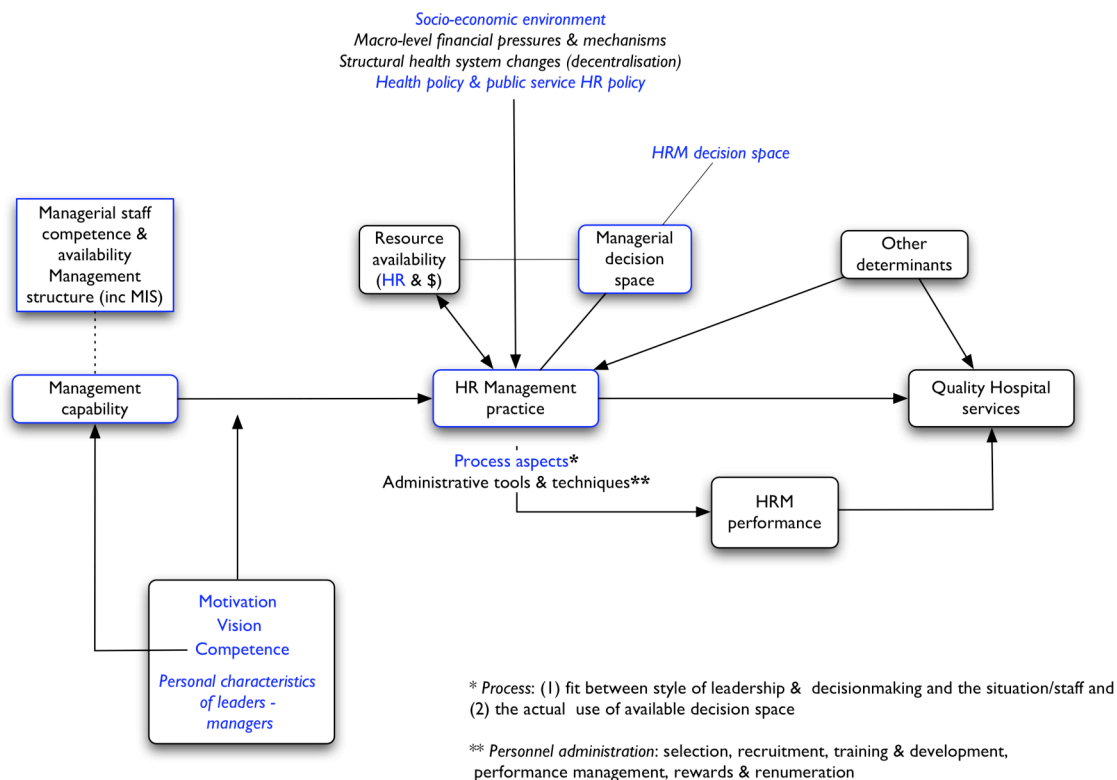 Socio-economic environment
Macro-level financial pressures & mechanisms
Structural health system changes (decentralisation)
Health policy & public service HR policy
HRM decision space
Managerial staff
competence &
availability
Management
structure (inc MIS)
Resource
availability
(HR & $)
Managerial
decision
space
Other
determinants
Management
capability
HR Management
practice
Quality Hospital
services
Process aspects*
Administrative tools & techniques**
HRM
performance
Motivation
Vision
Competence
Personal characteristics
of leaders -
managers
* Process: (1) fit between style of leadership & decisionmaking and the situation/staff and
(2) the actual use of available decision space
** Personnel administration: selection, recruitment, training & development,
performance management, rewards & renumeration